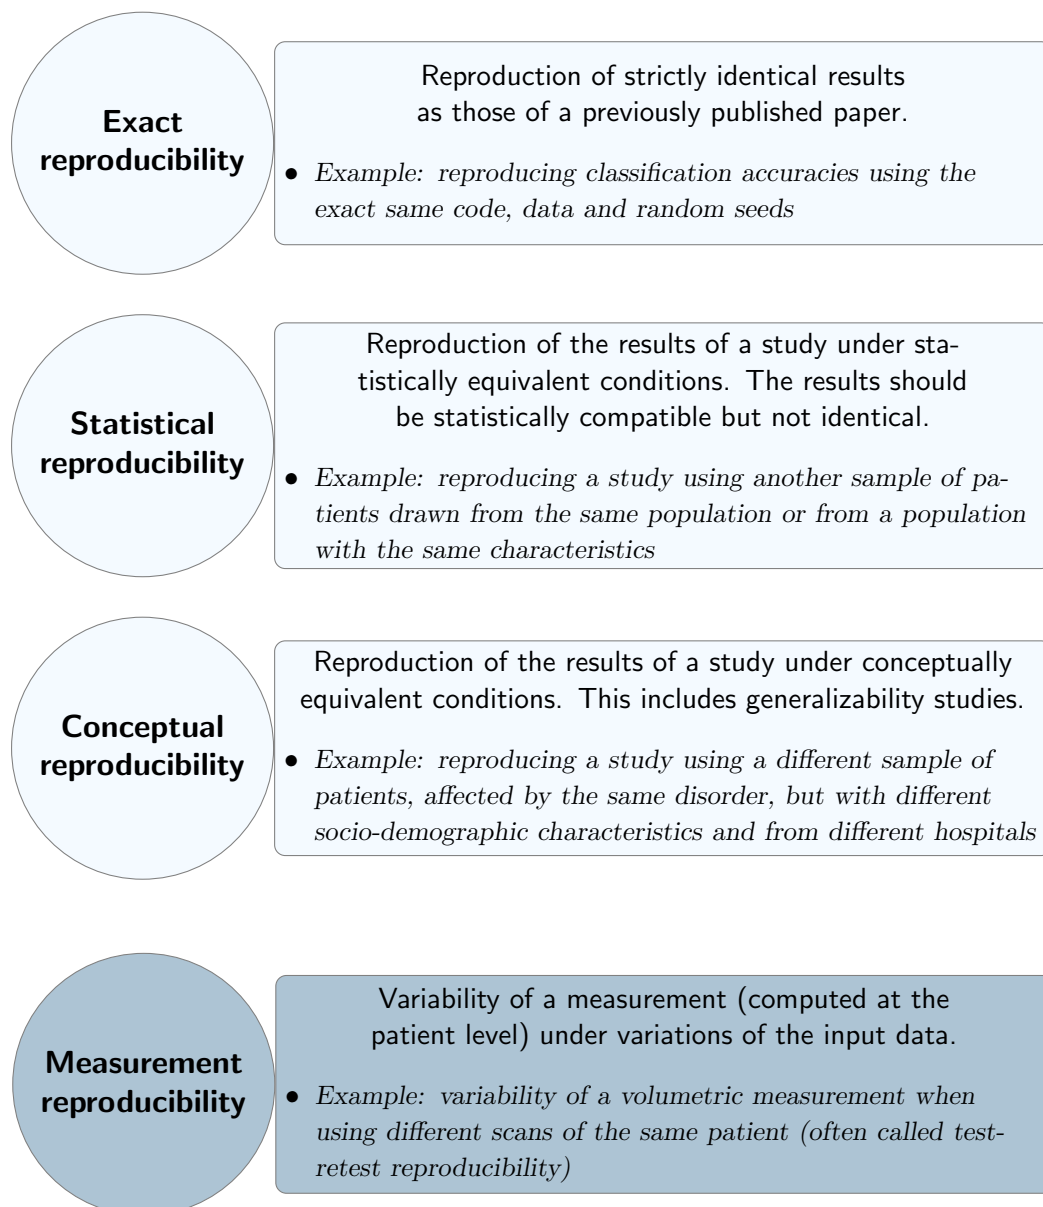 Exact
reproducibility
Reproduction of strictly identical results
as those of a previously published paper.
• Example: reproducing classification accuracies using the
exact same code, data and random seeds
Statistical
reproducibility
Reproduction of the results of a study under sta-
tistically equivalent conditions. The results should
be statistically compatible but not identical.
• Example: reproducing a study using another sample of pa-
tients drawn from the same population or from a population
with the same characteristics
Conceptual
reproducibility
Reproduction of the results of a study under conceptually
equivalent conditions. This includes generalizability studies.
• Example: reproducing a study using a different sample of
patients, affected by the same disorder, but with different
socio-demographic characteristics and from different hospitals
Measurement
reproducibility
Variability of a measurement (computed at the
patient level) under variations of the input data.
• Example: variability of a volumetric measurement when
using different scans of the same patient (often called test-
retest reproducibility)